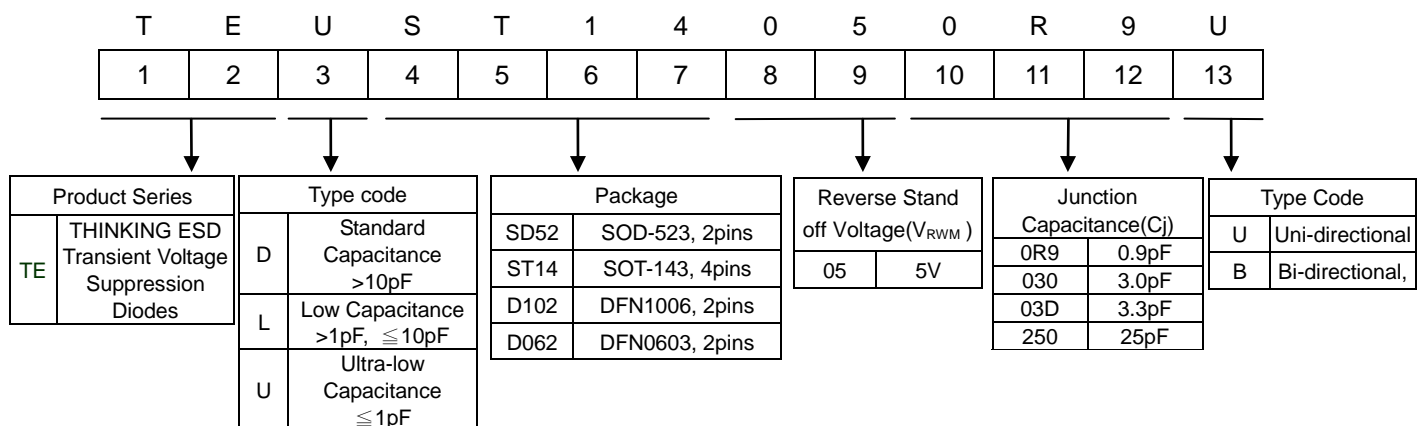 T E U S T 1 4 0 5 0 R 9 U
1 2 3 4 5 6 7 8 9 10 11 12 13
Product Series
TE
THINKING ESD
Transient Voltage
Suppression
Diodes
Type code
D
Standard
Capacitance
>10pF
L
Low Capacitance
>1pF, ≦10pF
U
Ultra-low
Capacitance
≦1pF
Package
SD52 SOD-523, 2pins
ST14 SOT-143, 4pins
D102 DFN1006, 2pins
D062 DFN0603, 2pins
Reverse Stand
off Voltage(VRWM )
05 5V
Junction
Capacitance(Cj)
0R9 0.9pF
030 3.0pF
03D 3.3pF
250 25pF
Type Code
U Uni-directional
B Bi-directional,